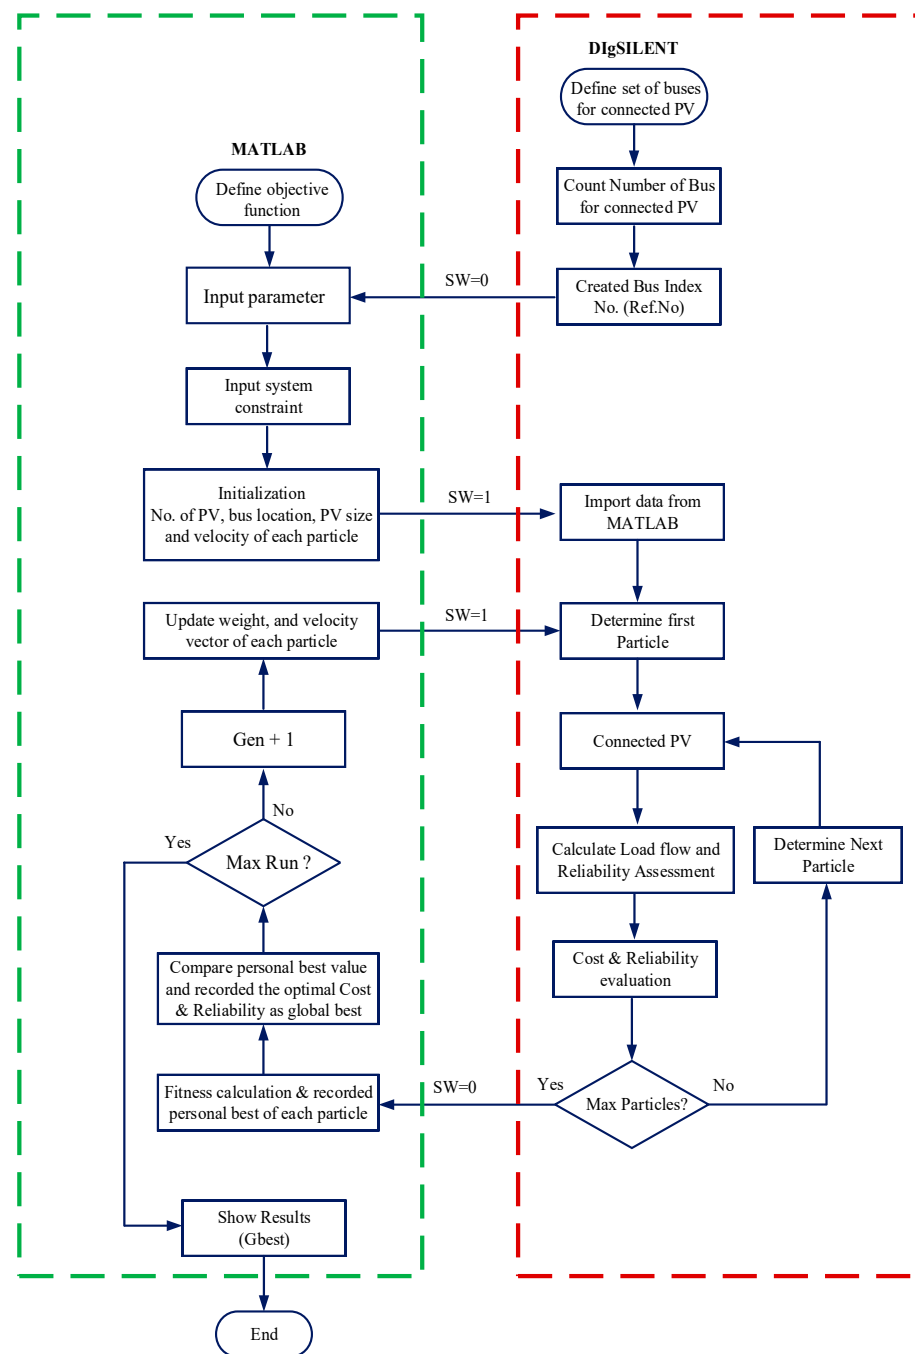 DIgSILENT
Define set of buses
for connected PV
MATLAB
Define objective
function
Count Number of Bus
for connected PV
Input parameter
SW=0
Created Bus Index
No. (Ref.No)
Input system
constraint
Initialization
No. of PV, bus location, PV size
and velocity of each particle
SW=1
Import data from
MATLAB
Update weight, and velocity
vector of each particle
SW=1
Determine first
Particle
Gen + 1
Connected PV
No
Yes
Max Run ?
Calculate Load flow and
Reliability Assessment
Determine Next
Particle
Compare personal best value
and recorded the optimal Cost
& Reliability as global best
Cost & Reliability
evaluation
Fitness calculation & recorded
personal best of each particle
SW=0
Yes
Max Particles?
No
Show Results
(Gbest)
End